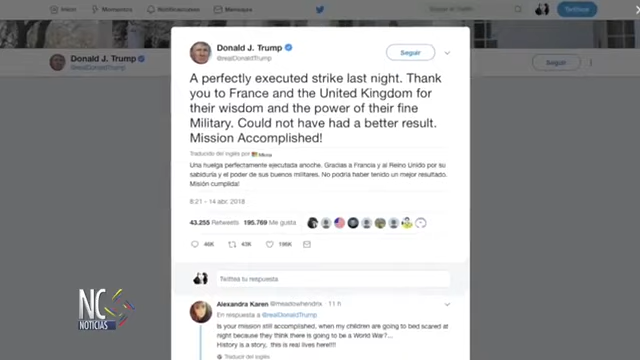 Inicio
Momentos
Notificaciones
Mensajes
Buscar en Twitter
Twittear
Donald J. Trump
@realDonaldTrump
Seguir
Donald J. Trump
@realDonaldTrump
Seguir
A perfectly executed strike last night. Thank
you to France and the United Kingdom for
their wisdom and the power of their fine
Military. Could not have had a better result.
Mission Accomplished!
Traducido del inglés por
Una huelga perfectamente ejecutada anoche. Gracias a Francia y al Reino Unido por su
sabiduría y el poder de sus buenos militares. No podría haber tenido un mejor resultado.
Misión cumplida!
8:21 - 14 abr. 2018
43.255 Retweets 195.769 Me gusta
46K 43K 196K
Twittea tu respuesta
Alexandra Karen @meadowhendrix · 11 h
En respuesta a @realDonaldTrump
Is your mission still accomplished, when my children are going to bed scared at
night because they think there is going to be a World War?...
History is a story, this is real lives here!!!!
Traducir del inglés
NC
NOTICIAS